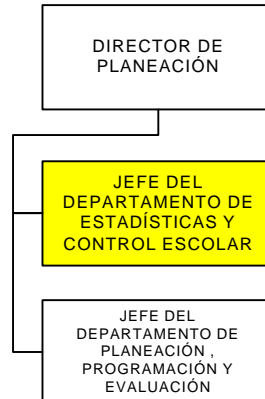 DIRECTOR DE
PLANEACIÓN
JEFE DEL
DEPARTAMENTO DE
ESTADÍSTICAS Y
CONTROL ESCOLAR
JEFE DEL
DEPARTAMENTO DE
PLANEACIÓN ,
PROGRAMACIÓN Y
EVALUACIÓN